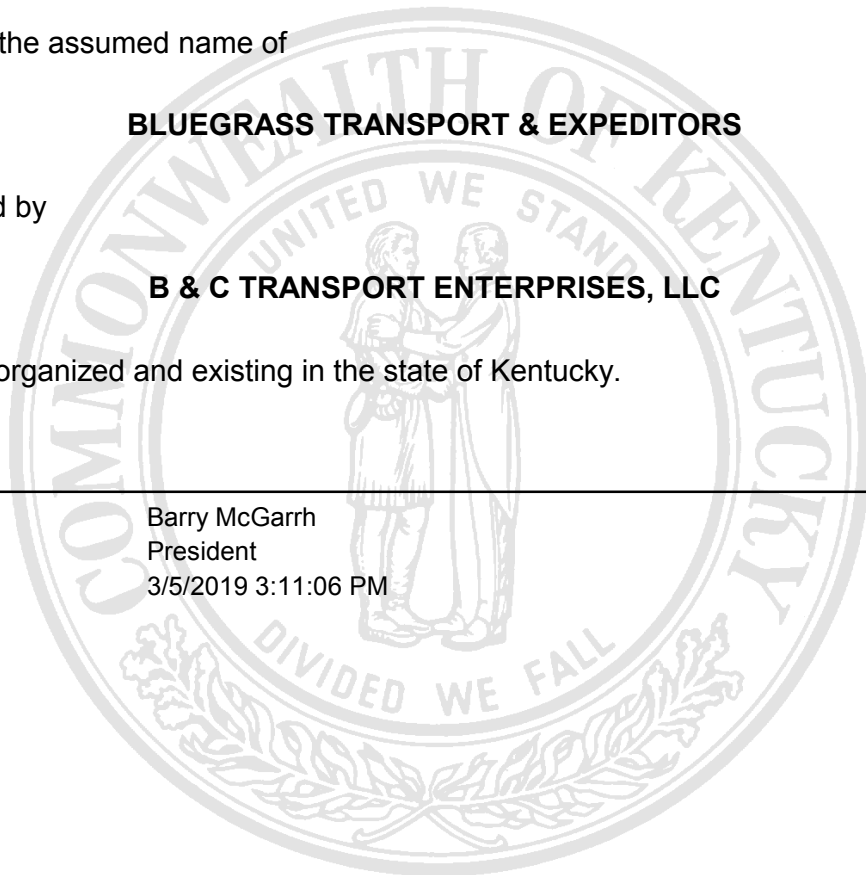 the assumed name of
BLUEGRASS TRANSPORT & EXPEDITORS
d by
B & C TRANSPORT ENTERPRISES, LLC
organized and existing in the state of Kentucky.
Barry McGarrh
President
3/5/2019 3:11:06 PM
COMMONWEALTH OF KENTUCKY
UNITED WE STAND
DIVIDED WE FALL